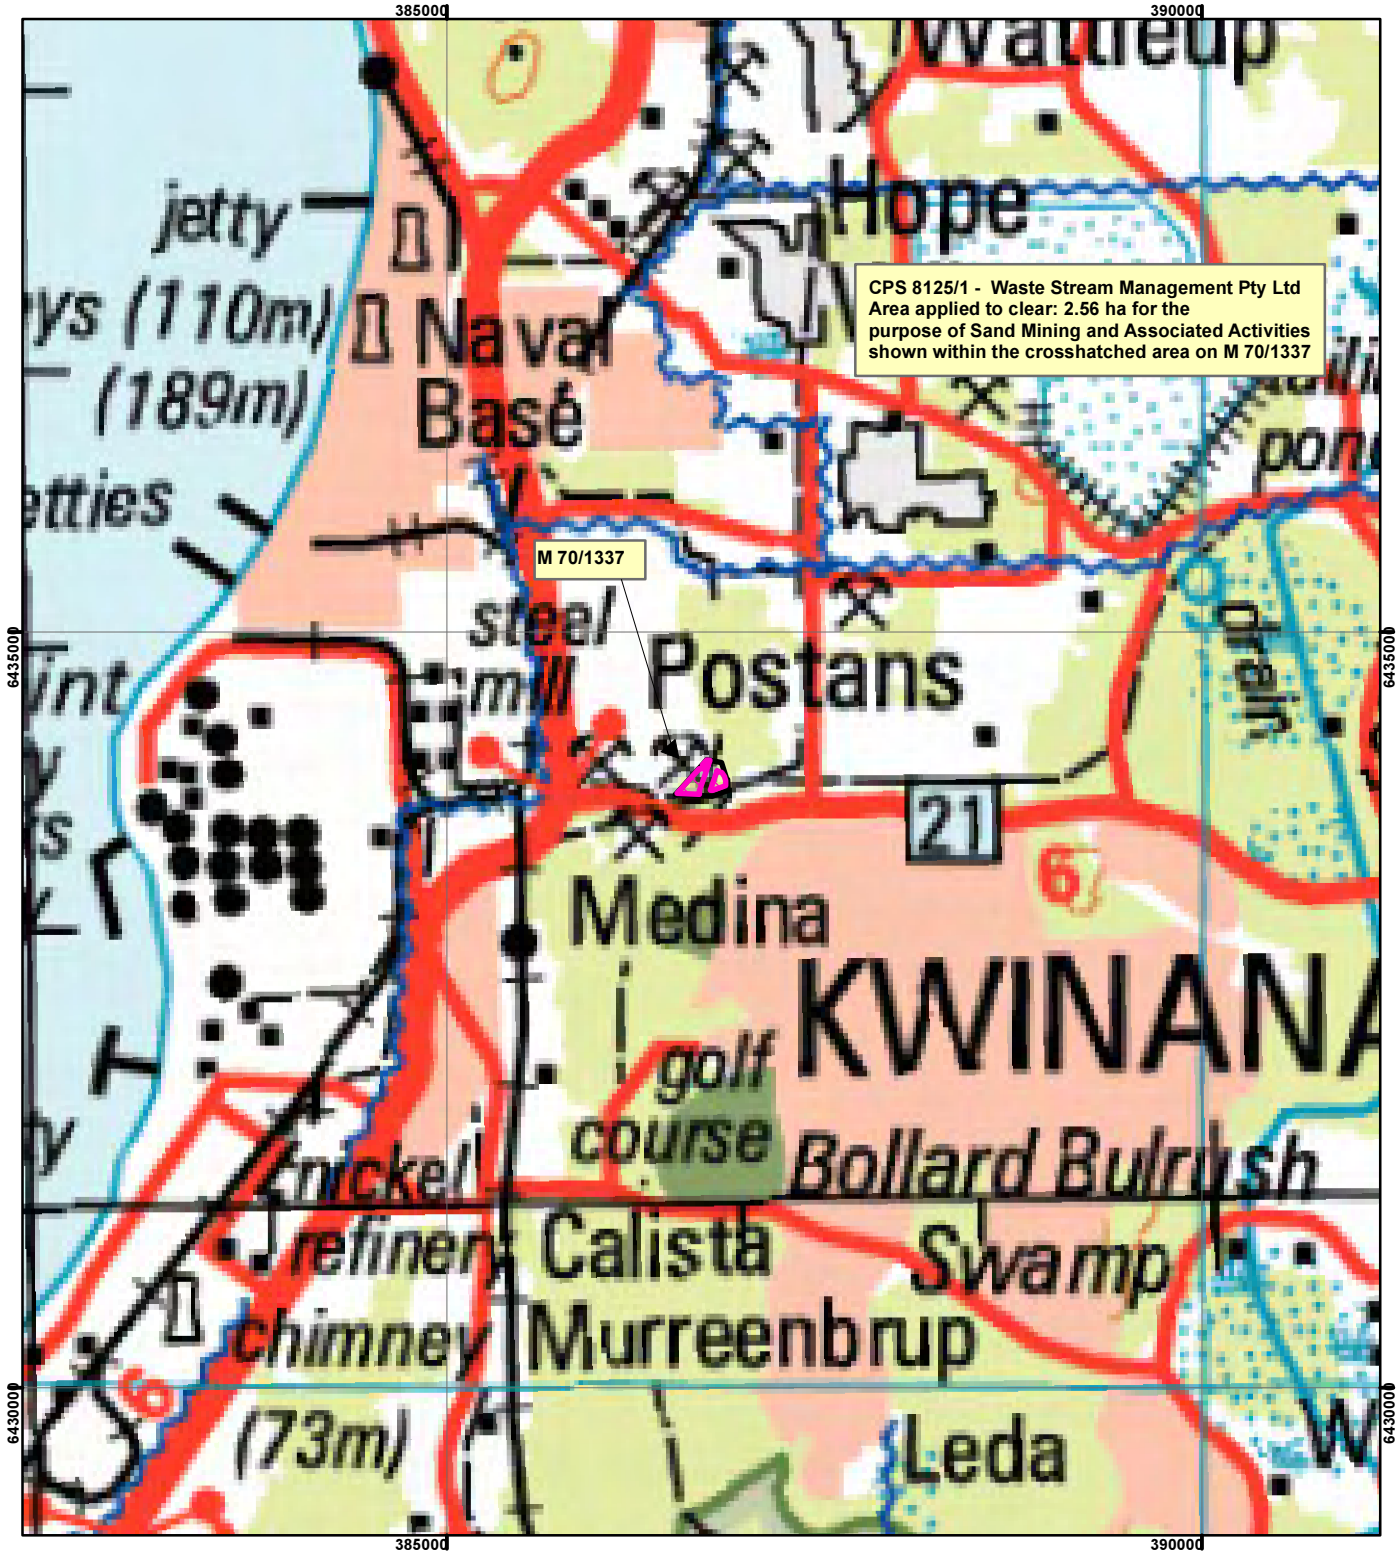 385000
390000
Wattleup
jetty
Hope
ys (110m)
(189m)
Naval
Base
CPS 8125/1 - Waste Stream Management Pty Ltd
Area applied to clear: 2.56 ha for the
purpose of Sand Mining and Associated Activities
shown within the crosshatched area on M 70/1337
etties
pon
M 70/1337
drain
steel
mill
6435000
6435000
int
Postans
y
s
21
6
Medina
KWINANA
golf
course
y
Bollard Bulrush
nickel
refinery
Calista
Swamp
chimney
Murreenbrup
6430000
6430000
6
(73m)
Leda
W
385000
390000